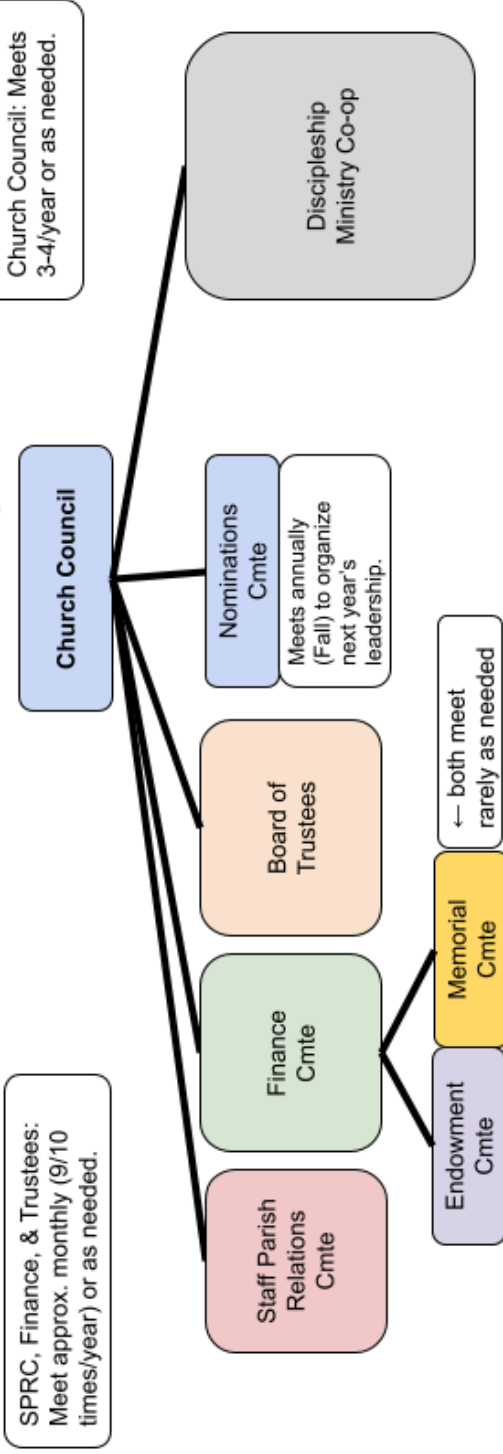 SPRC, Finance, & Trustees:
Meet approx. monthly (9/10
times/year) or as needed.
Church Council
Church Council: Meets
3-4/year or as needed.
Staff Parish
Relations
Cmte
Finance
Cmte
Board of
Trustees
Nominations
Cmte
Meets annually
(Fall) to organize
next year's
leadership.
Discipleship
Ministry Co-op
Endowment
Cmte
Memorial
Cmte
← both meet
rarely as needed